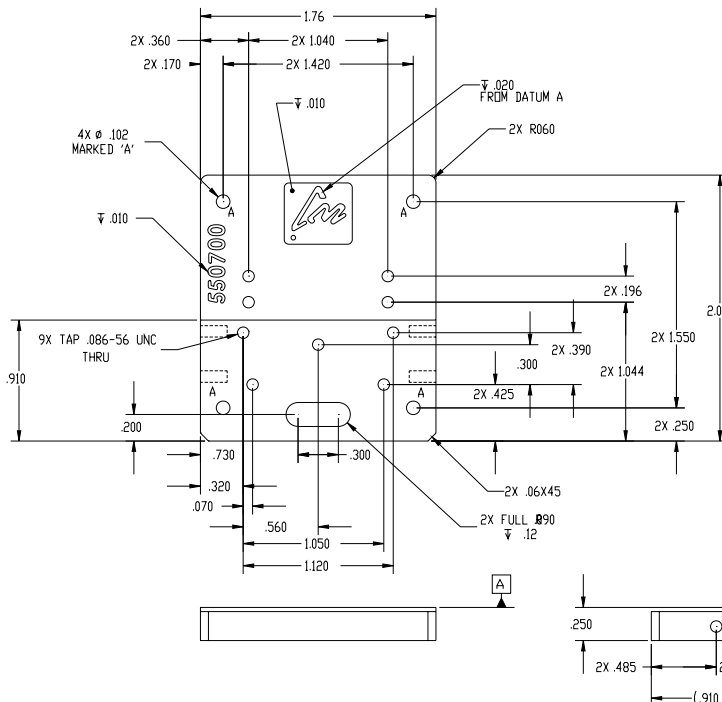 1.76
2X .360
2X 1.040
2X .170
2X 1.420
↧ .020
FROM DATUM A
↧ .010
4X Ø .102
MARKED 'A'
2X R060
A
A
↧ .010
550700
2X .196
2.0
9X TAP .086-56 UNC
THRU
2X 1.550
2X .390
.300
2X 1.044
.910
2X .425
A
A
.200
2X .250
.730
.300
.320
2X .06X45
.070
.560
2X FULL R.090
↧ .12
1.050
1.120
A
.250
2X .485
2
(.910